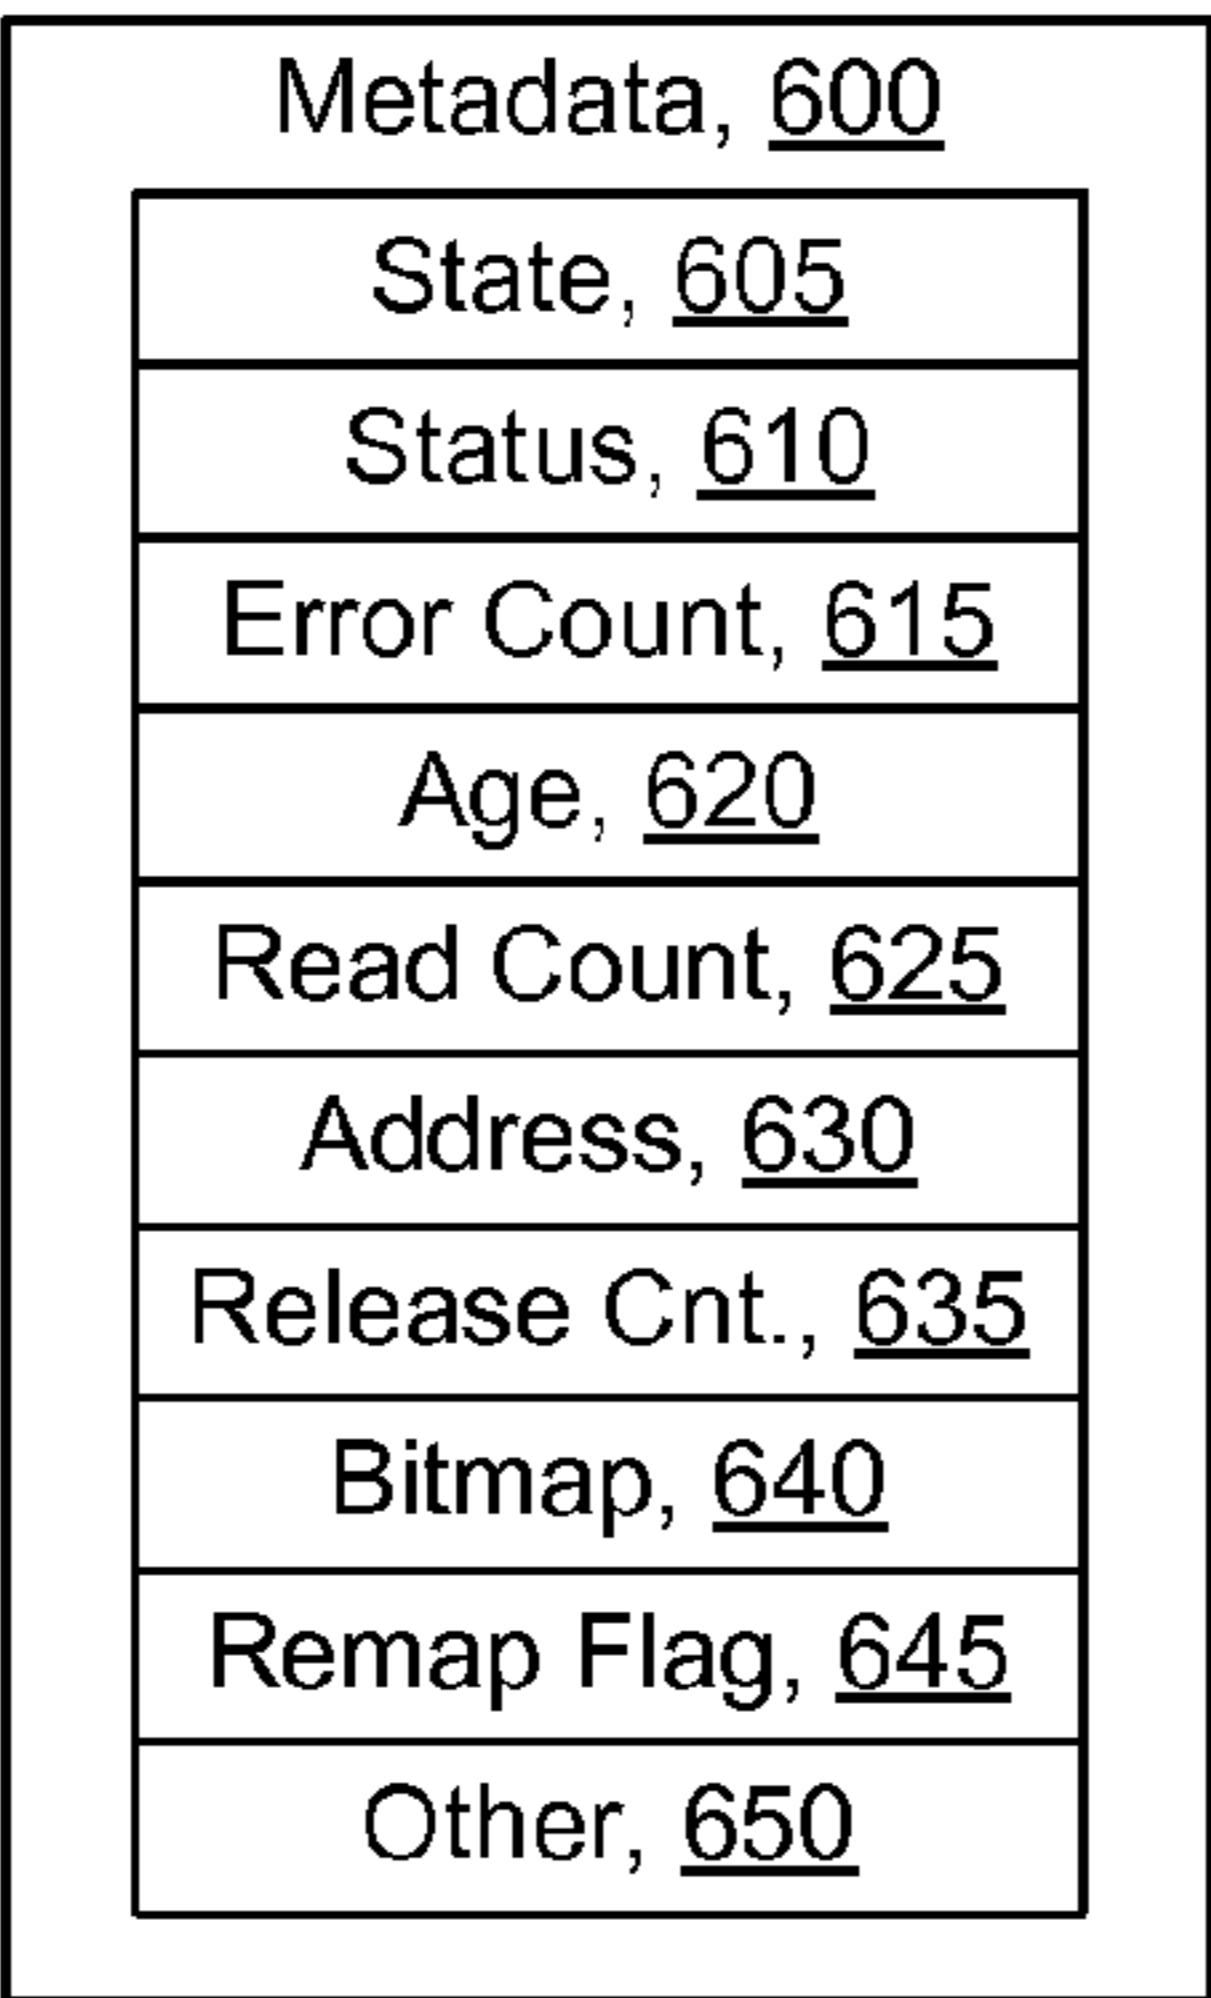 Metadata, 600
State, 605
Status, 610
Error Count, 615
Age, 620
Read Count, 625
Address, 630
Release Cnt., 635
Bitmap, 640
Remap Flag, 645
Other, 650